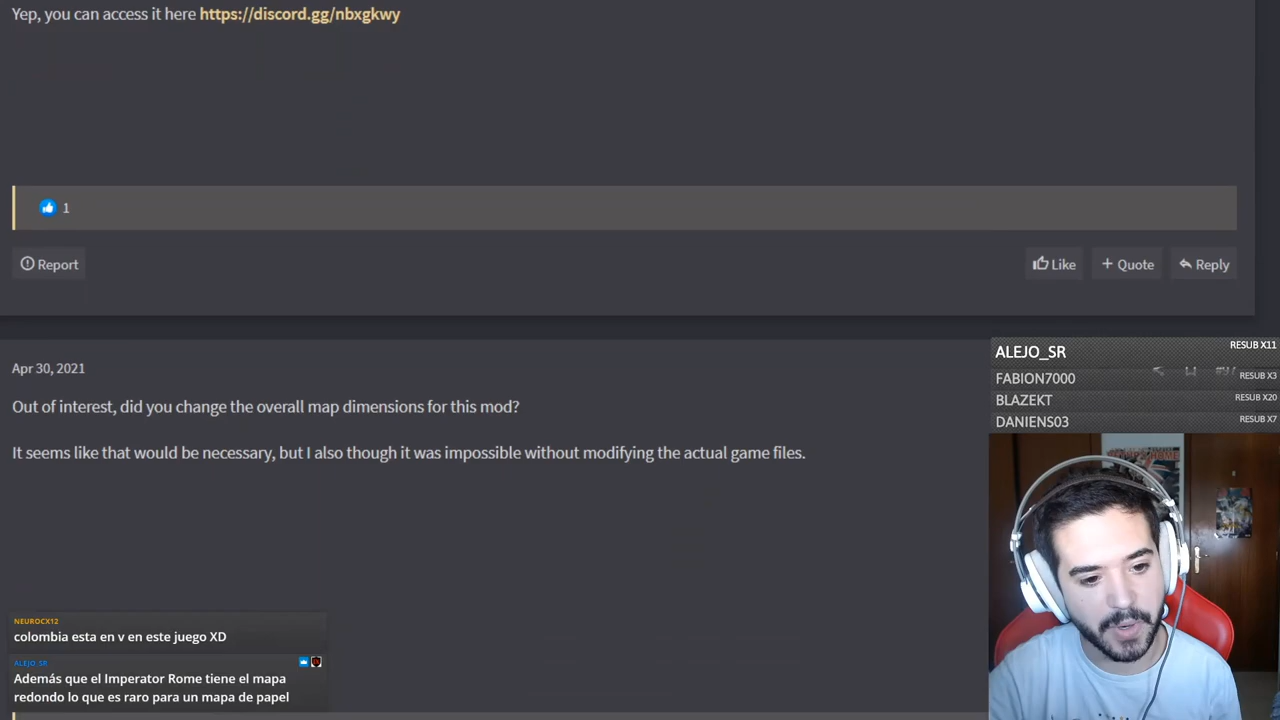 Yep, you can access it here https://discord.gg/nbxgkwy
1
Report
Like
Quote
Reply
Apr 30, 2021
Out of interest, did you change the overall map dimensions for this mod?
It seems like that would be necessary, but I also though it was impossible without modifying the actual game files.
ALEJO_SR RESUB X11
FABION7000 RESUB X3
BLAZEKT RESUB X20
DANIENS03 RESUB X7
NEUROCX12
colombia esta en v en este juego XD
ALEJO_SR
Además que el Imperator Rome tiene el mapa
redondo lo que es raro para un mapa de papel